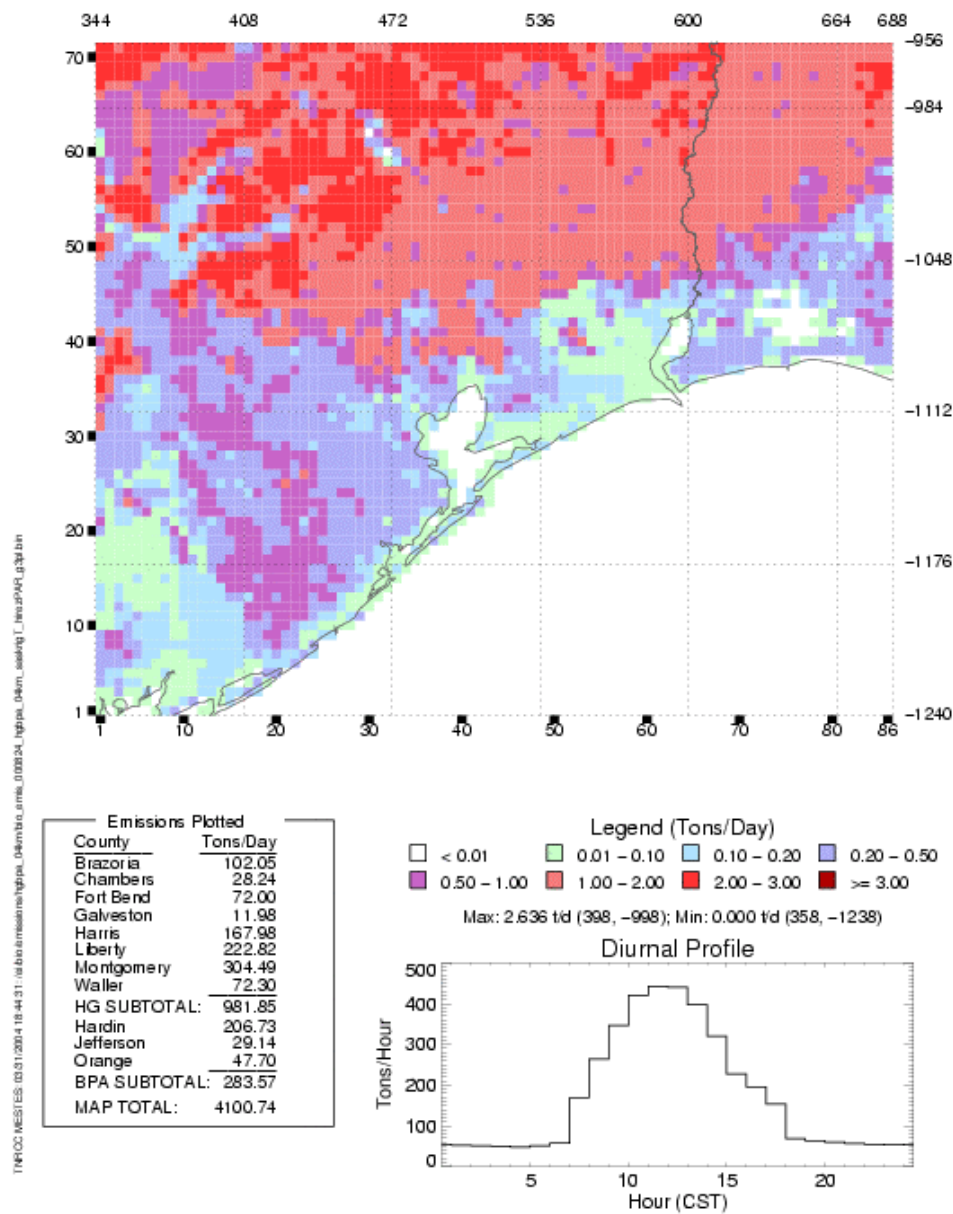 344 408 472 536 600 664 688
70
60
50
40
30
20
10
1
-956
-984
-1048
-1112
-1176
-1240
1 10 20 30 40 50 60 70 80 86
Emissions Plotted
County Tons/Day
Brazoria 102.05
Chambers 28.24
Fort Bend 72.00
Galveston 11.98
Harris 167.98
Liberty 222.82
Montgomery 304.49
Waller 72.30
HG SUBTOTAL: 981.85
Hardin 206.73
Jefferson 29.14
Orange 47.70
BPA SUBTOTAL: 283.57
MAP TOTAL: 4100.74
Legend (Tons/Day)
< 0.01 0.01 - 0.10 0.10 - 0.20 0.20 - 0.50
0.50 - 1.00 1.00 - 2.00 2.00 - 3.00 >= 3.00
Max: 2.636 t/d (398, -998); Min: 0.000 t/d (358, -1238)
Diurnal Profile
Tons/Hour
500
400
300
200
100
0
5 10 15 20
Hour (CST)
03/31/2004 18:44:31